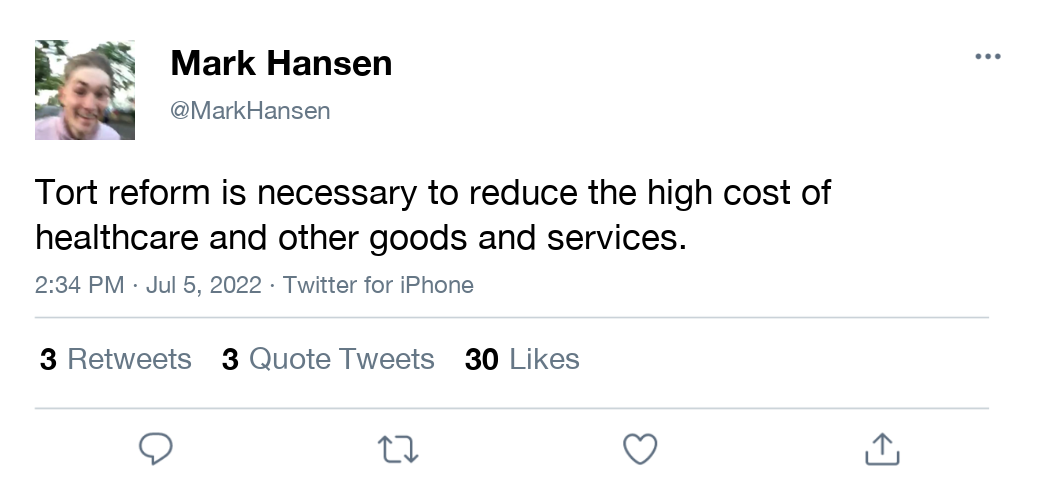 Mark Hansen
@MarkHansen
Tort reform is necessary to reduce the high cost of
healthcare and other goods and services.
2:34 PM · Jul 5, 2022 · Twitter for iPhone
3 Retweets 3 Quote Tweets 30 Likes